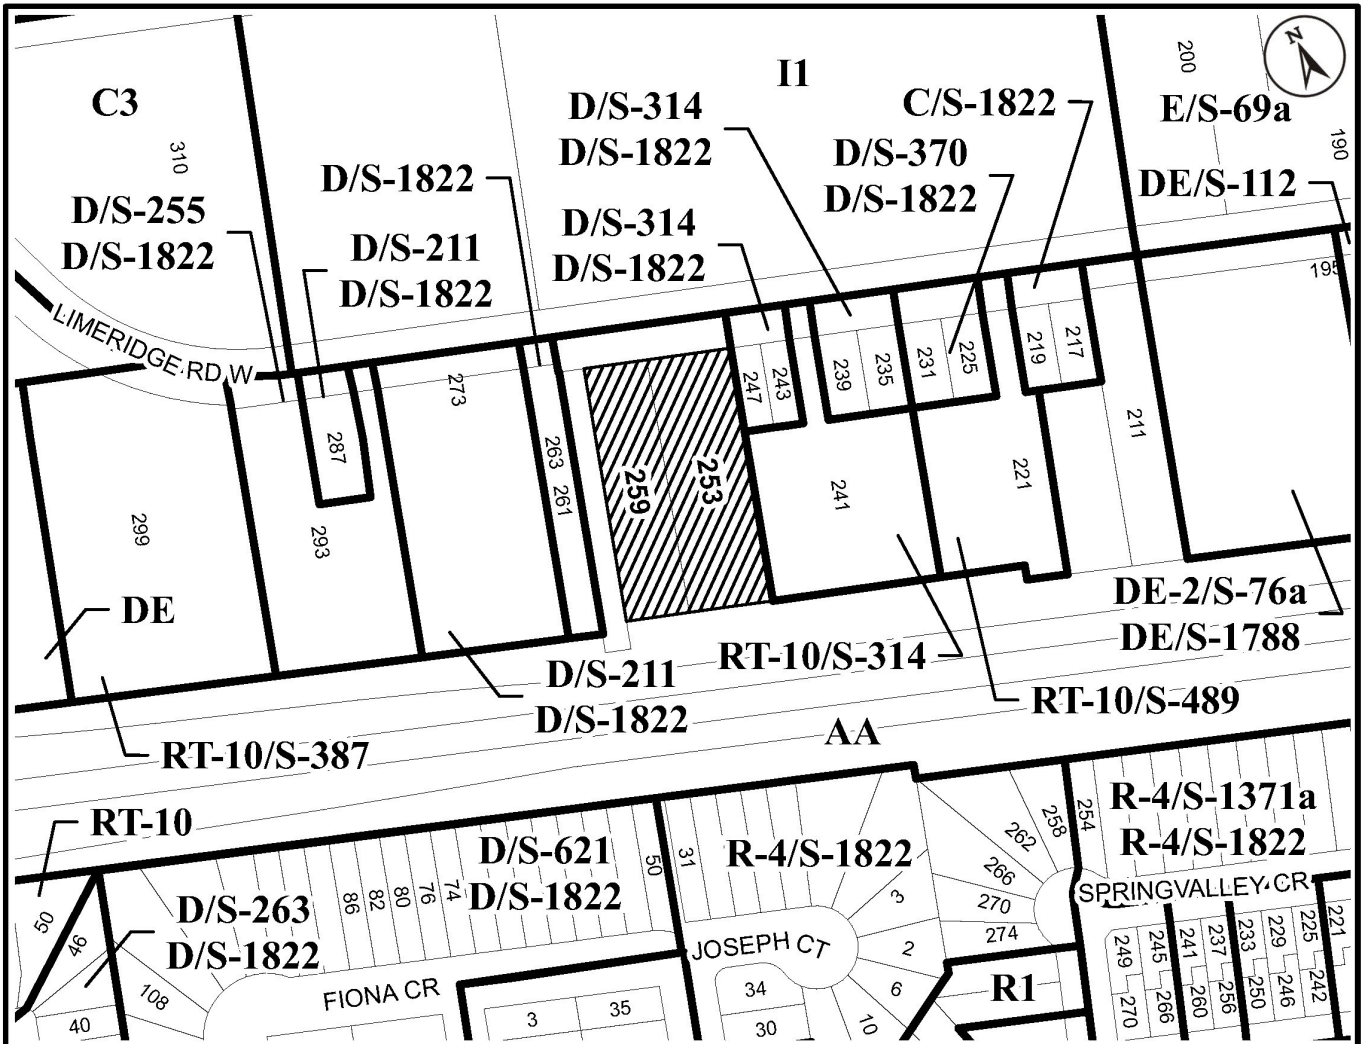 C3
I1
N
200
E/S-69a
190
D/S-314
D/S-1822
C/S-1822
310
D/S-370
D/S-1822
DE/S-112
D/S-1822
D/S-255
D/S-1822
D/S-211
D/S-1822
D/S-314
D/S-1822
195
LIMERIDGE RD W
273
247
243
239
235
231
225
219
217
211
287
263
261
259
253
241
221
299
293
DE
DE-2/S-76a
DE/S-1788
RT-10/S-314
D/S-211
D/S-1822
RT-10/S-489
AA
RT-10/S-387
RT-10
R-4/S-1371a
R-4/S-1822
254
258
262
266
270
274
D/S-621
D/S-1822
50
31
R-4/S-1822
86
82
80
76
74
D/S-263
D/S-1822
50
46
108
40
FIONA CR
JOSEPH CT
3
2
6
10
34
30
3
35
R1
SPRINGVALLEY CR
249
245
241
237
233
229
225
221
270
266
260
256
250
246
242